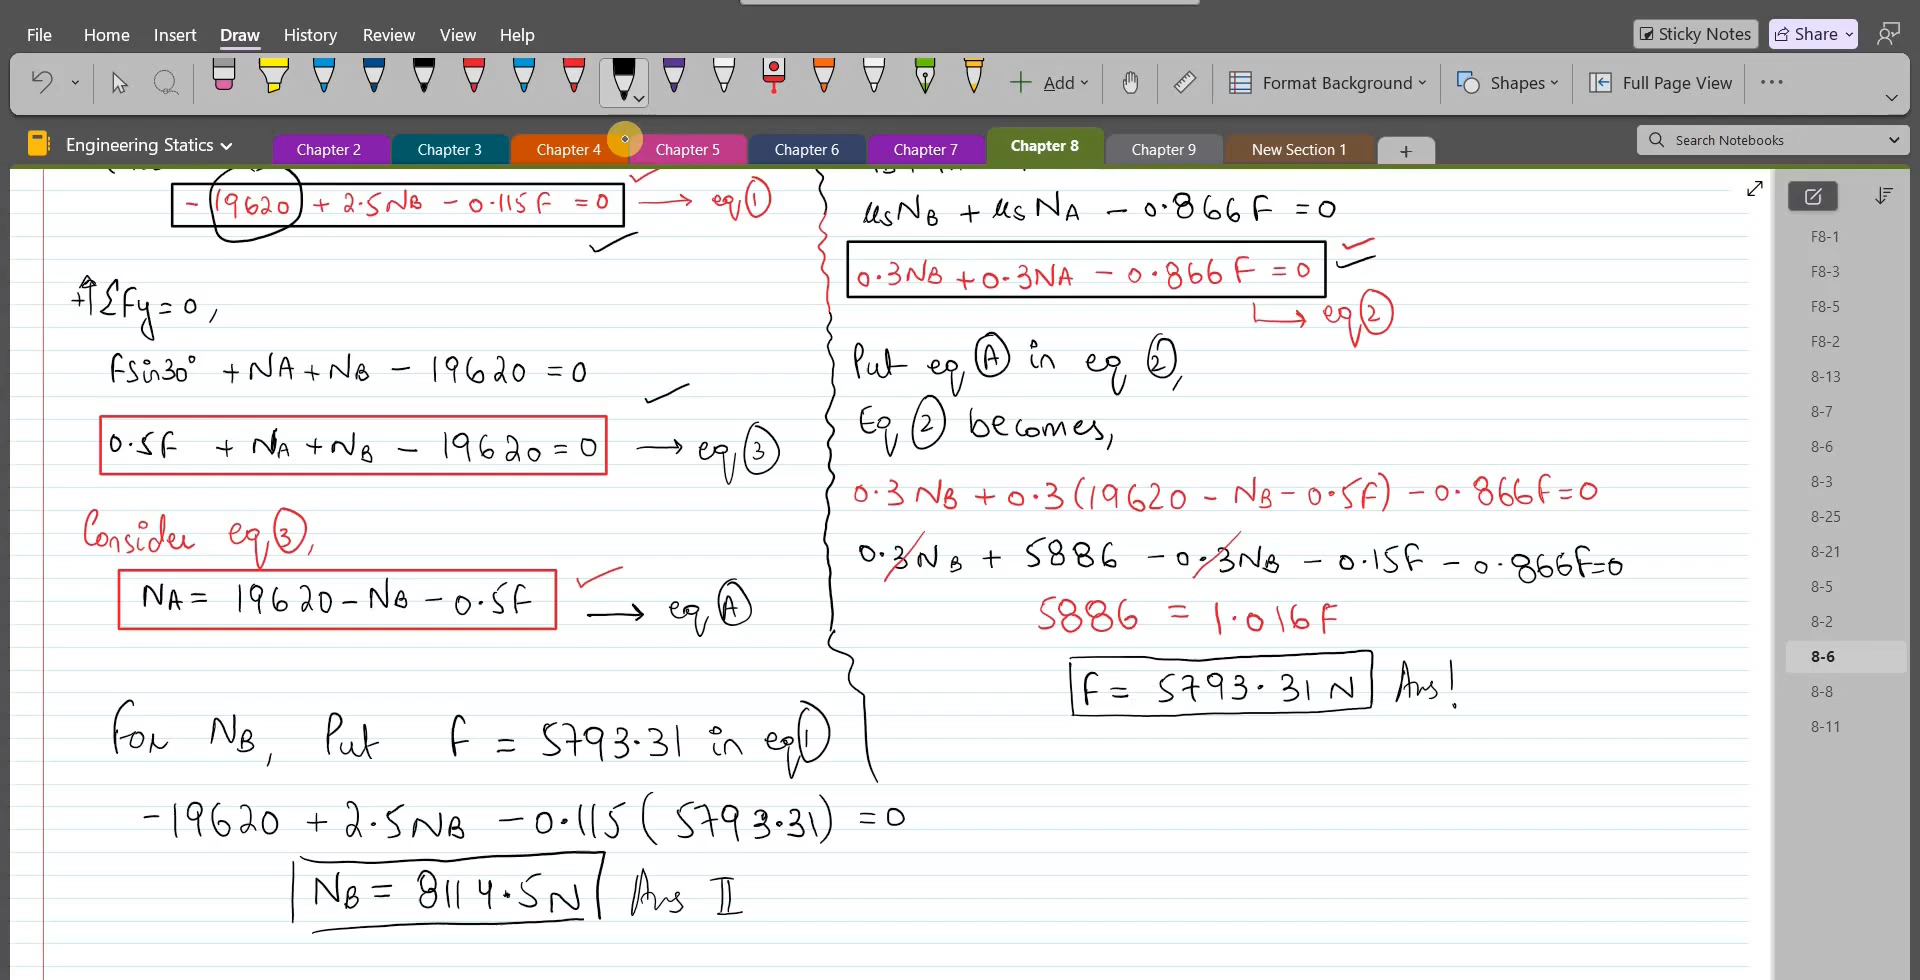 File Home Insert Draw History Review View Help Sticky Notes Share
Add Format Background Shapes Full Page View
Engineering Statics Chapter 2 Chapter 3 Chapter 4 Chapter 5 Chapter 6 Chapter 7 Chapter 8 Chapter 9 New Section 1 + Search Notebooks
- 19620 + 2.5NB - 0.115F = 0 → eq ①
+↑ΣFy = 0,
Fsin30° + NA + NB - 19620 = 0
0.5F + NA + NB - 19620 = 0 → eq ③
Consider eq ③,
NA = 19620 - NB - 0.5F → eq Ⓐ
For NB, Put F = 5793.31 in eq ①
-19620 + 2.5NB - 0.115 (5793.31) = 0
NB = 8114.5N Ans II
μsNB + μsNA - 0.866F = 0
0.3NB + 0.3NA - 0.866F = 0
→ eq ②
Put eq Ⓐ in eq ②,
Eq ② becomes,
0.3NB + 0.3(19620 - NB - 0.5F) - 0.866F = 0
0.3NB + 5886 - 0.3NB - 0.15F - 0.866F = 0
5886 = 1.016F
F = 5793.31 N Ans!
F8-1
F8-3
F8-5
F8-2
8-13
8-7
8-6
8-3
8-25
8-21
8-5
8-2
8-6
8-8
8-11